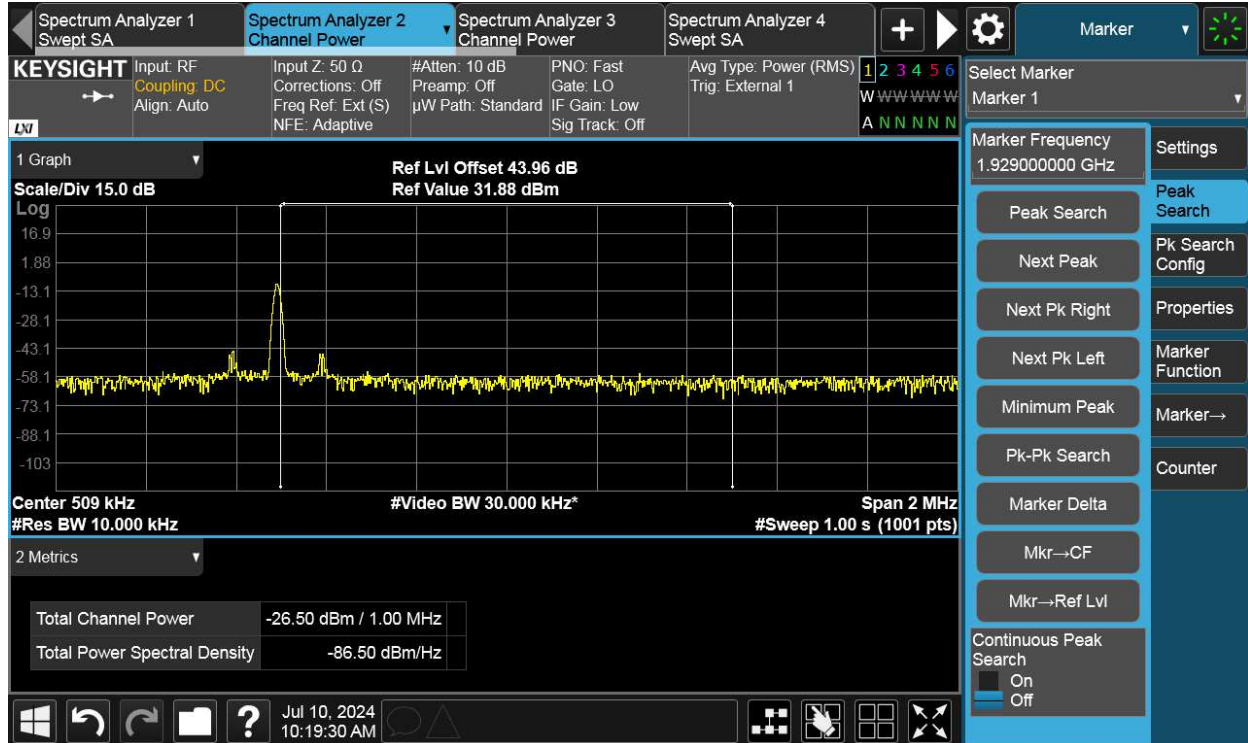 Spectrum Analyzer 1
Swept SA
Spectrum Analyzer 2
Channel Power
Spectrum Analyzer 3
Channel Power
Spectrum Analyzer 4
Swept SA
+
Marker
KEYSIGHT
LXI
Input: RF
Coupling: DC
Align: Auto
Input Z: 50 Ω
Corrections: Off
Freq Ref: Ext (S)
NFE: Adaptive
#Atten: 10 dB
Preamp: Off
µW Path: Standard
PNO: Fast
Gate: LO
IF Gain: Low
Sig Track: Off
Avg Type: Power (RMS)
Trig: External 1
1 2 3 4 5 6
W W W W W W
A N N N N N
Select Marker
Marker 1
1 Graph
Scale/Div 15.0 dB
Ref Lvl Offset 43.96 dB
Ref Value 31.88 dBm
Log
16.9
1.88
-13.1
-28.1
-43.1
-58.1
-73.1
-88.1
-103
Center 509 kHz
#Res BW 10.000 kHz
#Video BW 30.000 kHz*
Span 2 MHz
#Sweep 1.00 s (1001 pts)
2 Metrics
Total Channel Power -26.50 dBm / 1.00 MHz
Total Power Spectral Density -86.50 dBm/Hz
Marker Frequency
1.929000000 GHz
Peak Search
Next Peak
Next Pk Right
Next Pk Left
Minimum Peak
Pk-Pk Search
Marker Delta
Mkr→CF
Mkr→Ref Lvl
Continuous Peak
Search
On
Off
Settings
Peak
Search
Pk Search
Config
Properties
Marker
Function
Marker→
Counter
?
Jul 10, 2024
10:19:30 AM